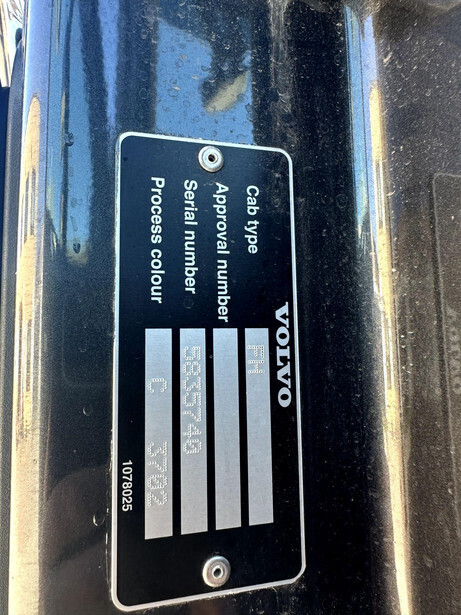 VOLVO
Cab type FH
Approval number
Serial number 5835740
Process colour C 3702
1078025